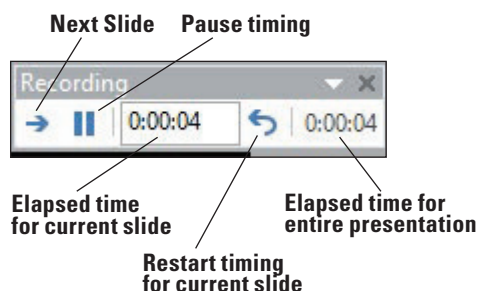 Next Slide Pause timing
Recording
0:00:04 0:00:04
Elapsed time
for current slide
Elapsed time for
entire presentation
Restart timing
for current slide